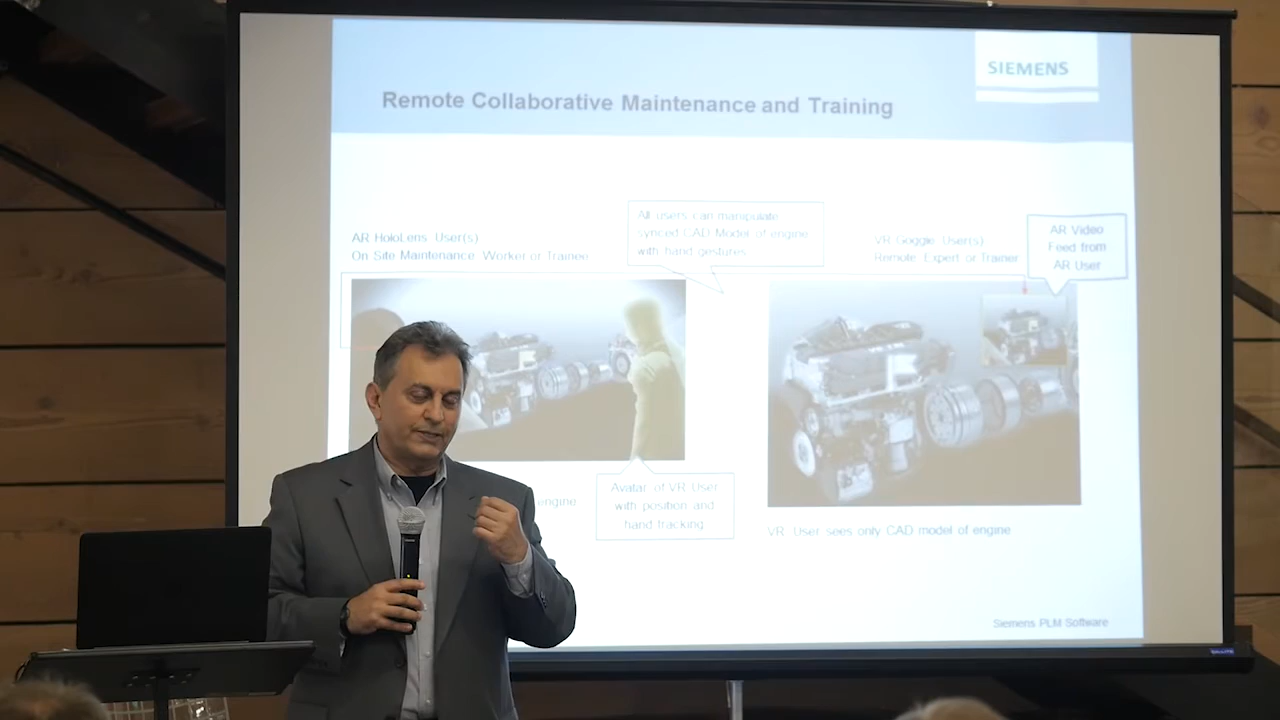 SIEMENS
Remote Collaborative Maintenance and Training
All users can manipulate
synced CAD Model of engine
with hand gestures
AR HoloLens User(s)
On Site Maintenance Worker or Trainee
VR Goggle User(s)
Remote Expert or Trainer
AR Video
Feed from
AR User
engine
Avatar of VR User
with position and
hand tracking
VR User sees only CAD model of engine
Siemens PLM Software